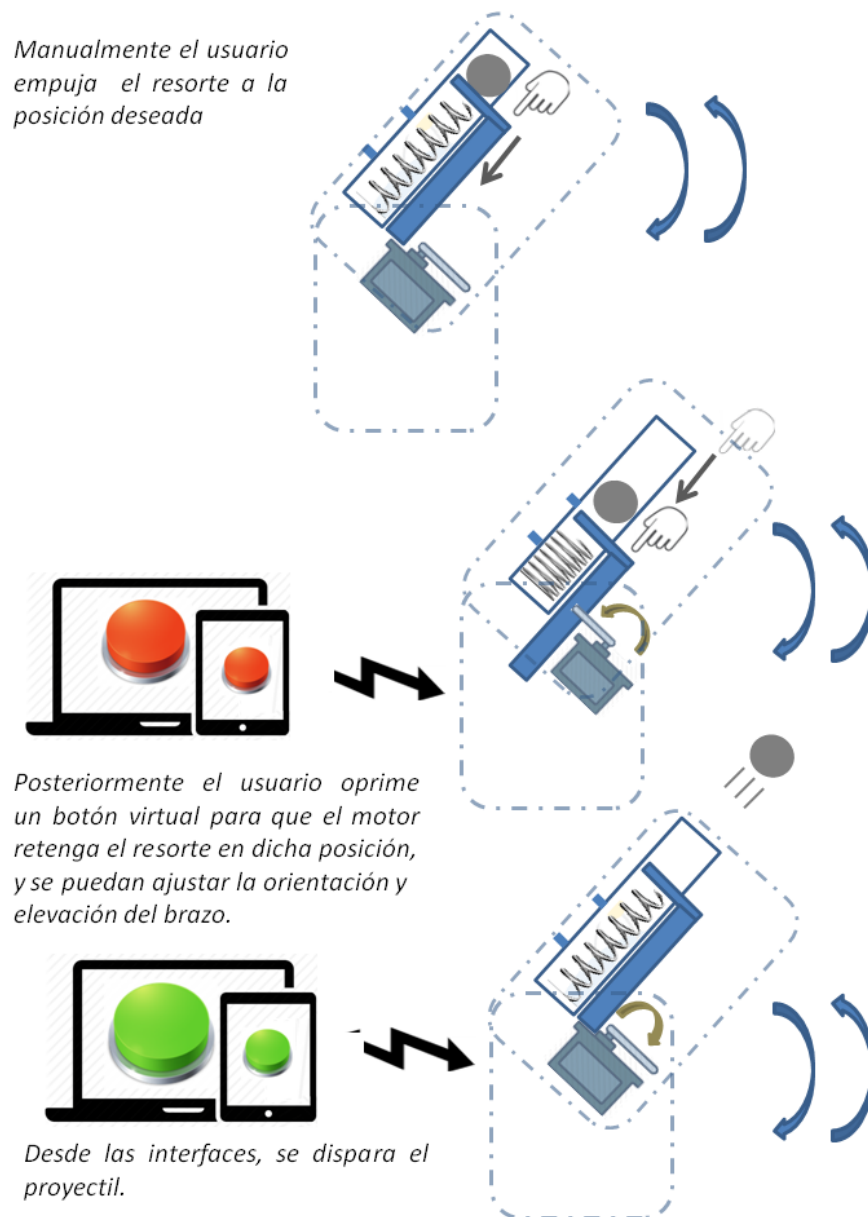 Manualmente el usuario
empuja el resorte a la
posición deseada
Posteriormente el usuario oprime
un botón virtual para que el motor
retenga el resorte en dicha posición,
y se puedan ajustar la orientación y
elevación del brazo.
Desde las interfaces, se dispara el
proyectil.